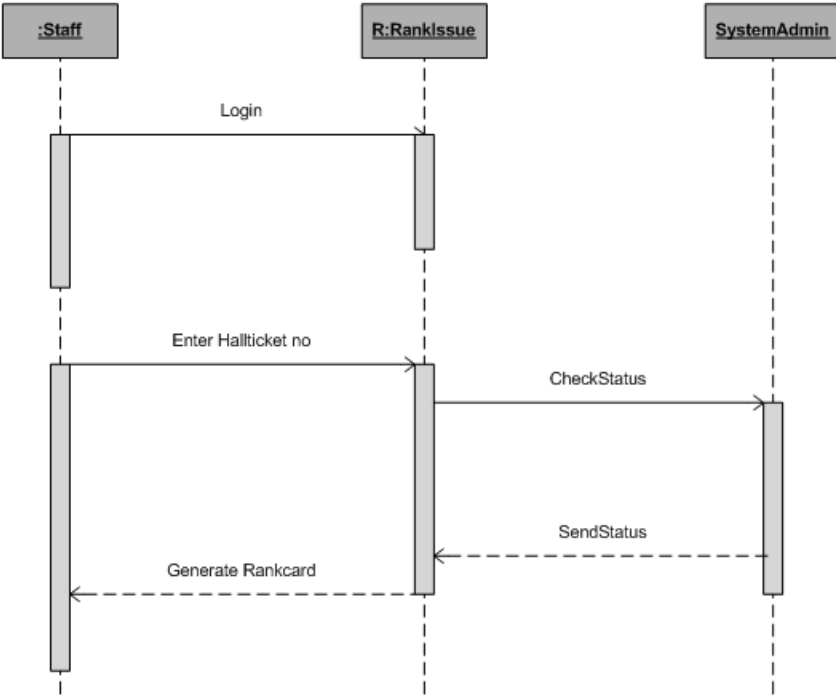 :Staff
R:RankIssue
SystemAdmin
Login
Enter Hallticket no
CheckStatus
SendStatus
Generate Rankcard